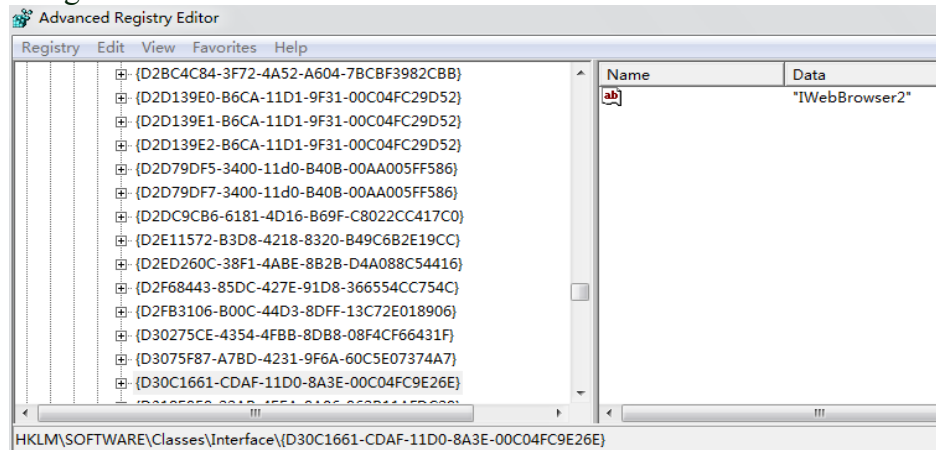 Advanced Registry Editor
Registry Edit View Favorites Help
Name Data
{D2BC4C84-3F72-4A52-A604-7BCBF3982CBB}
{D2D139E0-B6CA-11D1-9F31-00C04FC29D52}
{D2D139E1-B6CA-11D1-9F31-00C04FC29D52}
{D2D139E2-B6CA-11D1-9F31-00C04FC29D52}
{D2D79DF5-3400-11d0-B40B-00AA005FF586}
{D2D79DF7-3400-11d0-B40B-00AA005FF586}
{D2DC9CB6-6181-4D16-B69F-C8022CC417C0}
{D2E11572-B3D8-4218-8320-B49C6B2E19CC}
{D2ED260C-38F1-4ABE-8B2B-D4A088C54416}
{D2F68443-85DC-427E-91D8-366554CC754C}
{D2FB3106-B00C-44D3-8DFF-13C72E018906}
{D30275CE-4354-4FBB-8DB8-08F4CF66431F}
{D3075F87-A7BD-4231-9F6A-60C5E07374A7}
{D30C1661-CDAF-11D0-8A3E-00C04FC9E26E}
ab "IWebBrowser2"
HKLM\SOFTWARE\Classes\Interface\{D30C1661-CDAF-11D0-8A3E-00C04FC9E26E}